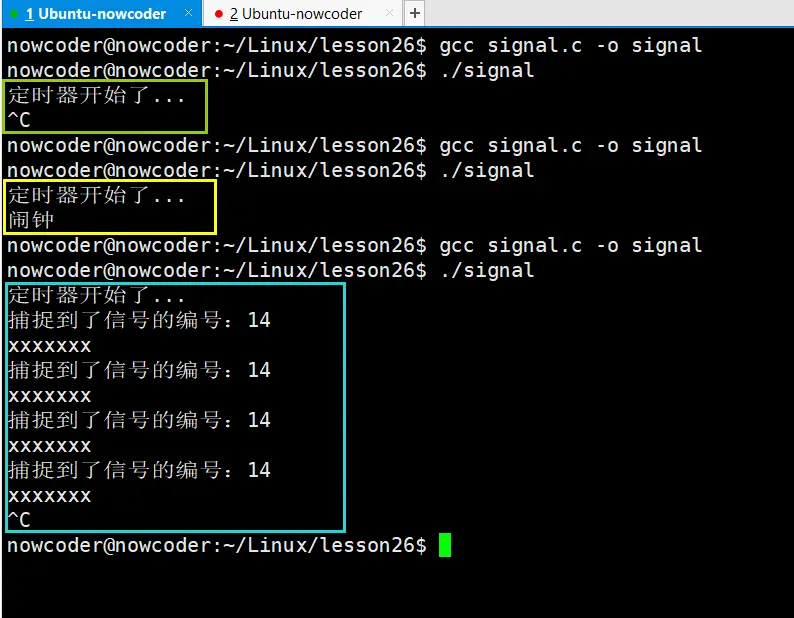 1 Ubuntu-nowcoder × 2 Ubuntu-nowcoder × +
nowcoder@nowcoder:~/Linux/lesson26$ gcc signal.c -o signal
nowcoder@nowcoder:~/Linux/lesson26$ ./signal
定时器开始了...
^C
nowcoder@nowcoder:~/Linux/lesson26$ gcc signal.c -o signal
nowcoder@nowcoder:~/Linux/lesson26$ ./signal
定时器开始了...
闹钟
nowcoder@nowcoder:~/Linux/lesson26$ gcc signal.c -o signal
nowcoder@nowcoder:~/Linux/lesson26$ ./signal
定时器开始了...
捕捉到了信号的编号：14
xxxxxxx
捕捉到了信号的编号：14
xxxxxxx
捕捉到了信号的编号：14
xxxxxxx
捕捉到了信号的编号：14
xxxxxxx
^C
nowcoder@nowcoder:~/Linux/lesson26$